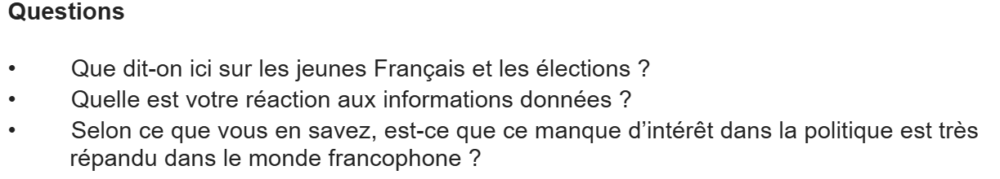 Questions
• Que dit-on ici sur les jeunes Français et les élections ?
• Quelle est votre réaction aux informations données ?
• Selon ce que vous en savez, est-ce que ce manque d’intérêt dans la politique est très
répandu dans le monde francophone ?